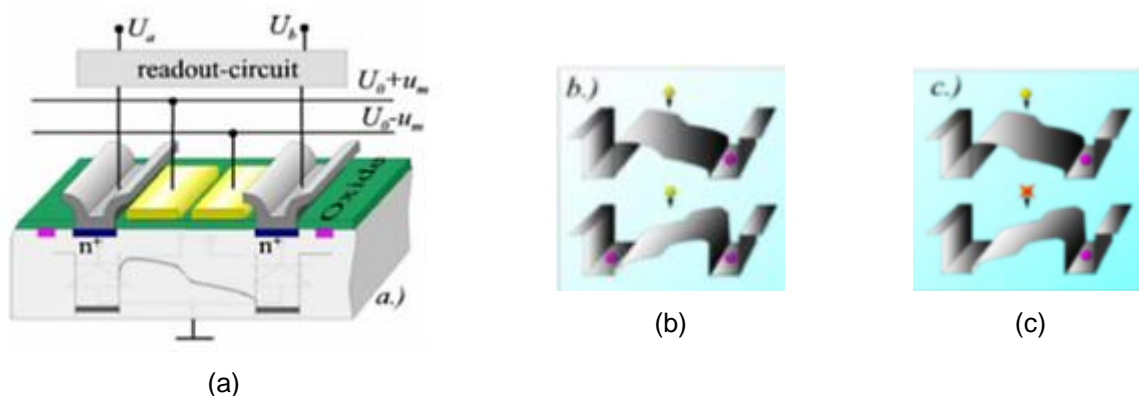 U_a U_b
readout-circuit
U_0+u_m
U_0-u_m
Oxide
n+ n+
a.)
b.)
c.)
(a)
(b)
(c)